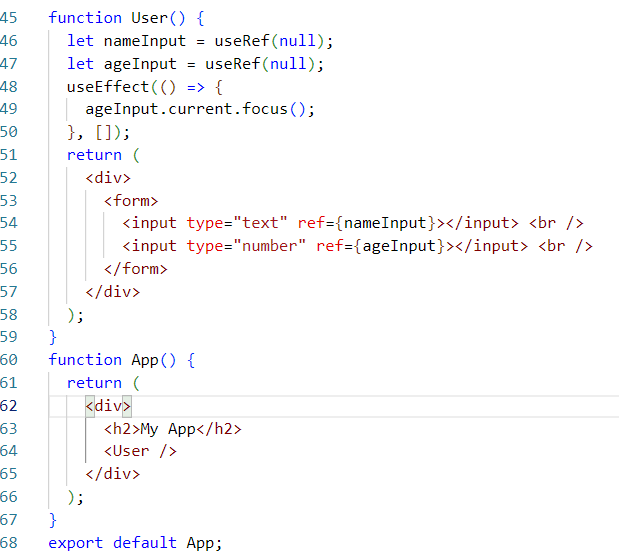 45 function User() {
46 let nameInput = useRef(null);
47 let ageInput = useRef(null);
48 useEffect(() => {
49 ageInput.current.focus();
50 }, []);
51 return (
52 <div>
53 <form>
54 <input type="text" ref={nameInput}></input> <br />
55 <input type="number" ref={ageInput}></input> <br />
56 </form>
57 </div>
58 );
59 }
60 function App() {
61 return (
62 <div>
63 <h2>My App</h2>
64 <User />
65 </div>
66 );
67 }
68 export default App;